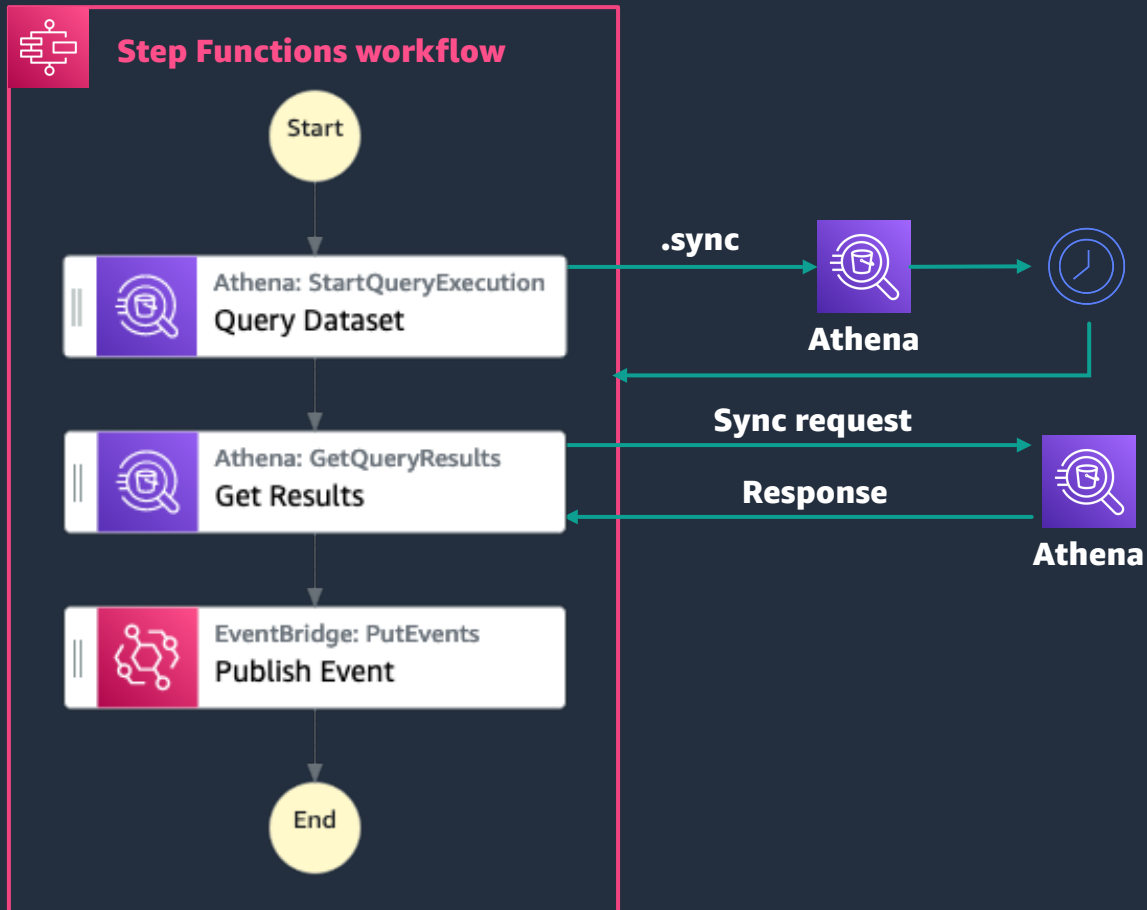 Step Functions workflow
Start
.sync
Athena: StartQueryExecution
Query Dataset
Athena
Sync request
Athena: GetQueryResults
Get Results
Response
Athena
EventBridge: PutEvents
Publish Event
End